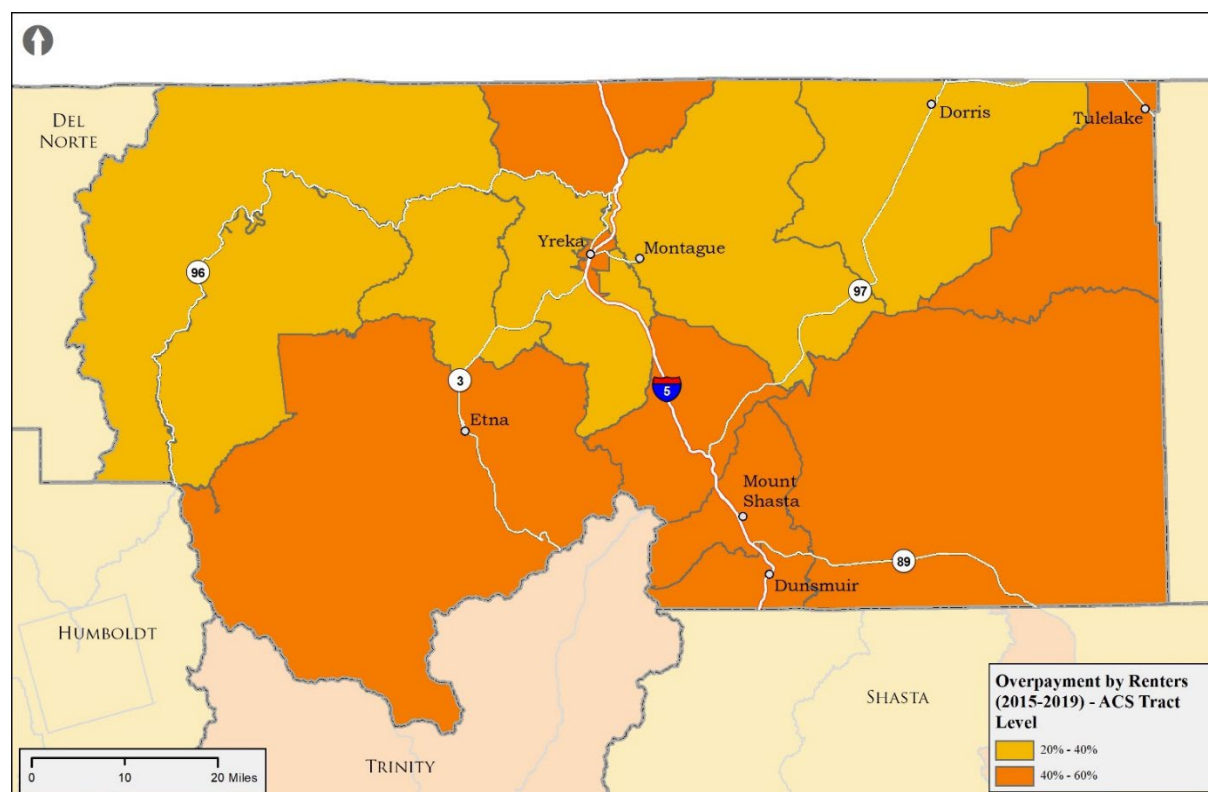 DEL
NORTE
Dorris
Tulelake
Yreka
Montague
96
97
3
5
Etna
Mount
Shasta
89
Dunsmuir
HUMBOLDT
SHASTA
TRINITY
Overpayment by Renters
(2015-2019) - ACS Tract
Level
20% - 40%
40% - 60%
0 10 20 Miles